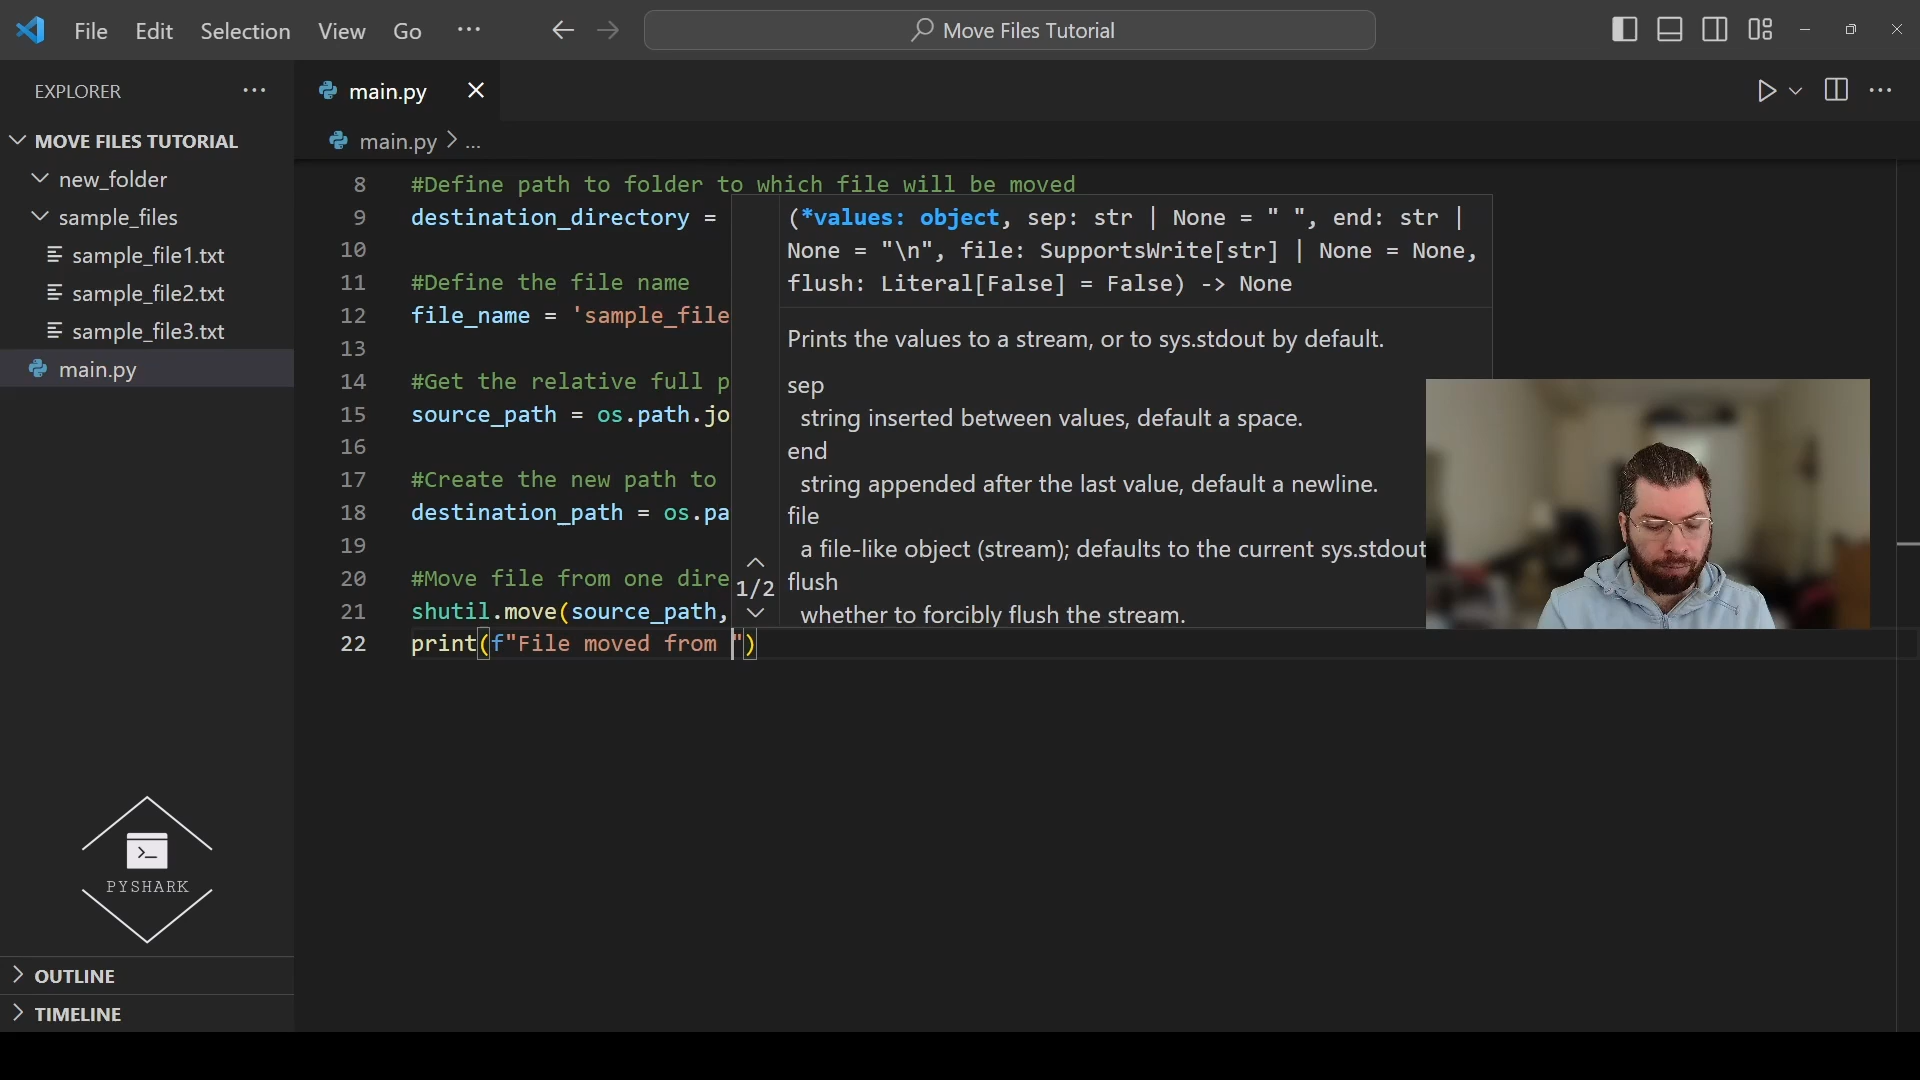 File Edit Selection View Go ···
Move Files Tutorial
EXPLORER
MOVE FILES TUTORIAL
new_folder
sample_files
sample_file1.txt
sample_file2.txt
sample_file3.txt
main.py
PYSHARK
OUTLINE
TIMELINE
main.py
main.py > ...
8 #Define path to folder to which file will be moved
9 destination_directory =
10
11 #Define the file name
12 file_name = 'sample_file
13
14 #Get the relative full p
15 source_path = os.path.jo
16
17 #Create the new path to
18 destination_path = os.pa
19
20 #Move file from one dire
21 shutil.move(source_path,
22 print(f"File moved from ")
(*values: object, sep: str | None = " ", end: str |
None = "\n", file: SupportsWrite[str] | None = None,
flush: Literal[False] = False) -> None
Prints the values to a stream, or to sys.stdout by default.
sep
string inserted between values, default a space.
end
string appended after the last value, default a newline.
file
a file-like object (stream); defaults to the current sys.stdout
1/2
flush
whether to forcibly flush the stream.